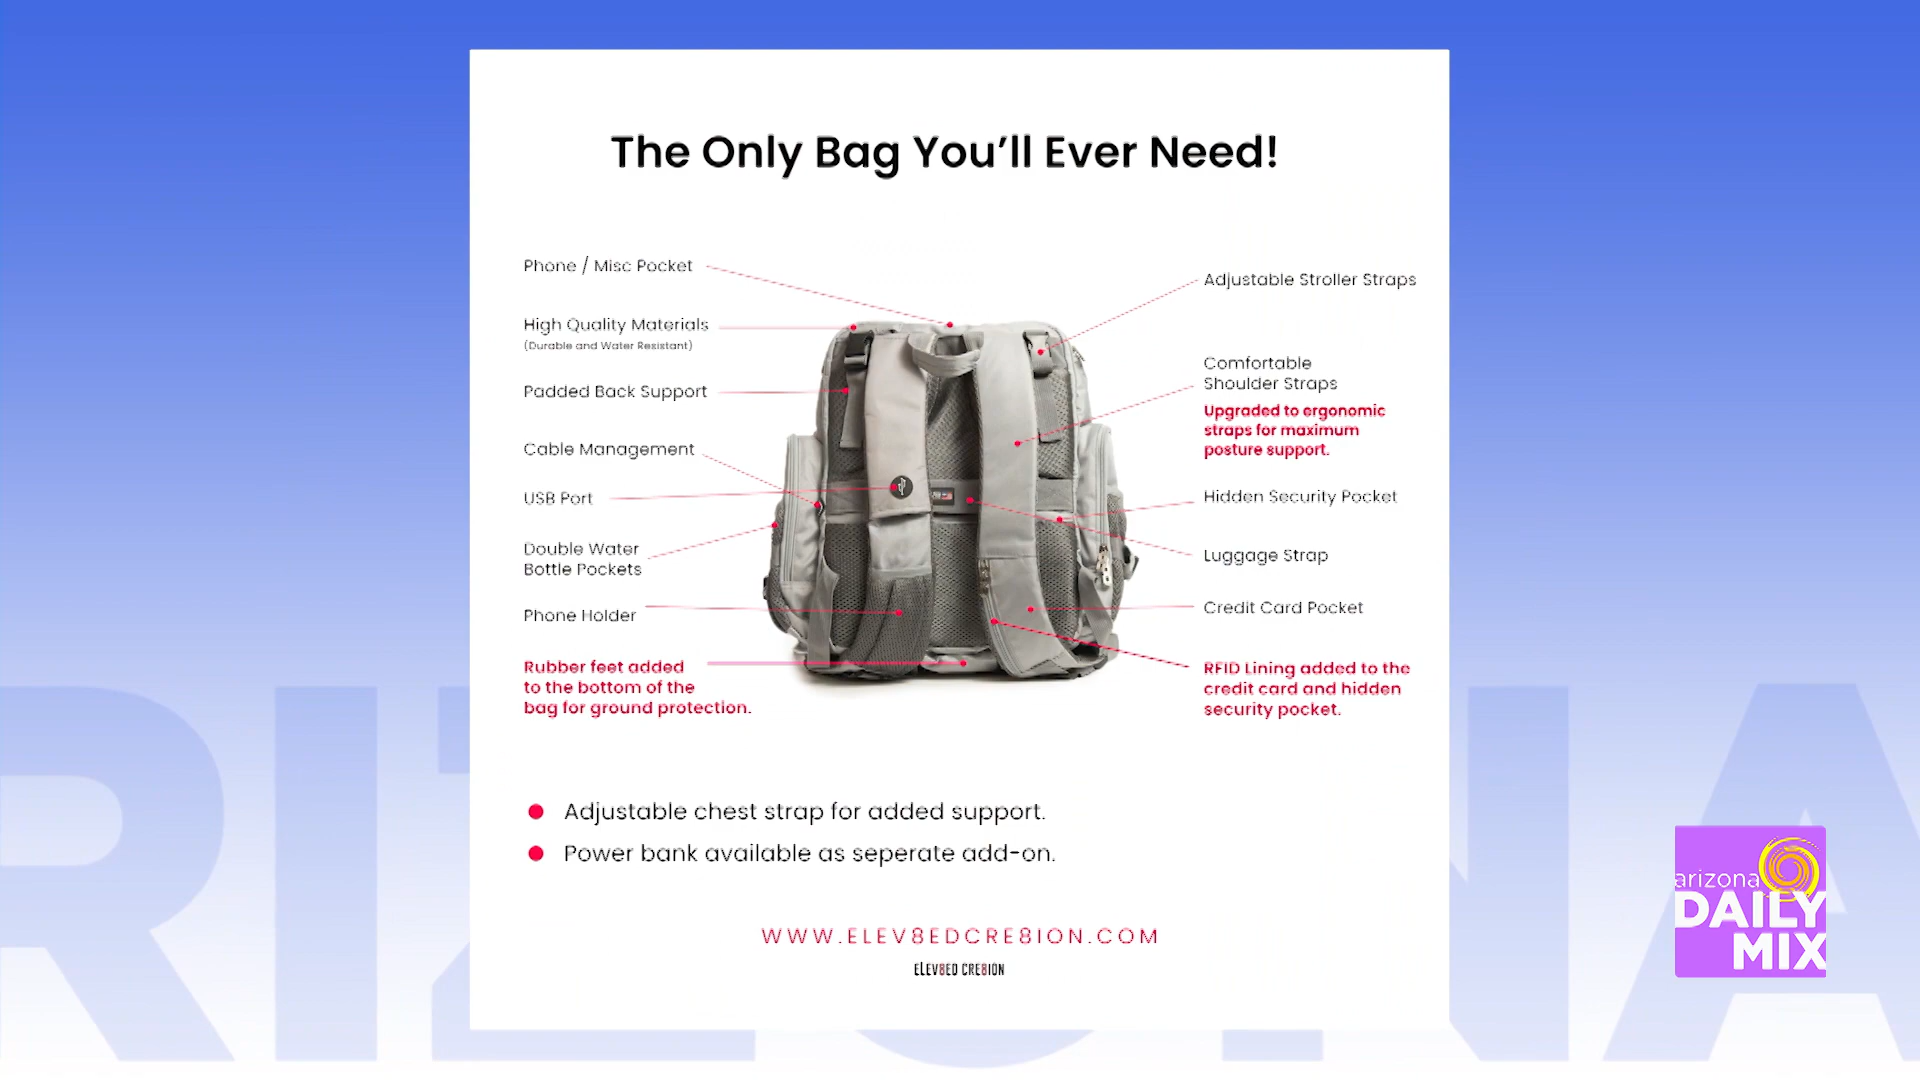 The Only Bag You'll Ever Need!
Phone / Misc Pocket
High Quality Materials
(Durable and Water Resistant)
Padded Back Support
Cable Management
USB Port
Double Water
Bottle Pockets
Phone Holder
Rubber feet added
to the bottom of the
bag for ground protection.
Adjustable Stroller Straps
Comfortable
Shoulder Straps
Upgraded to ergonomic
straps for maximum
posture support.
Hidden Security Pocket
Luggage Strap
Credit Card Pocket
RFID Lining added to the
credit card and hidden
security pocket.
Adjustable chest strap for added support.
Power bank available as seperate add-on.
WWW.ELEV8EDCRE8ION.COM
ELEV8ED CRE8ION
arizona
DAILY
MIX